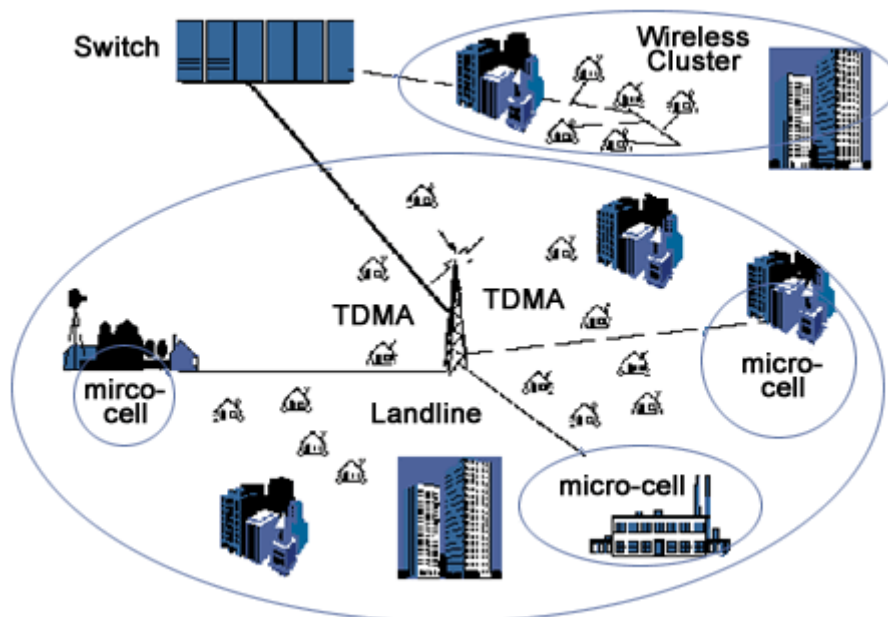 Switch
Wireless
Cluster
TDMA
TDMA
mirco-
cell
Landline
micro-
cell
micro-cell